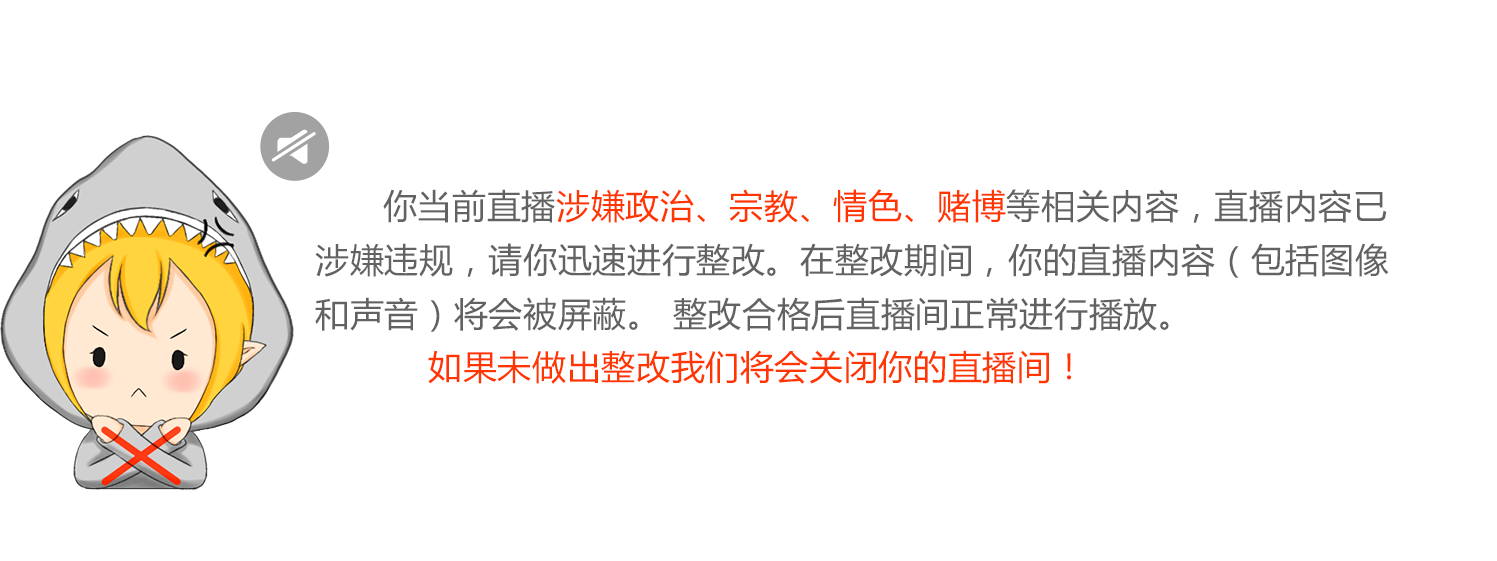 你当前直播涉嫌政治、宗教、情色、赌博等相关内容，直播内容已
涉嫌违规，请你迅速进行整改。在整改期间，你的直播内容（包括图像
和声音）将会被屏蔽。 整改合格后直播间正常进行播放。
如果未做出整改我们将会关闭你的直播间！